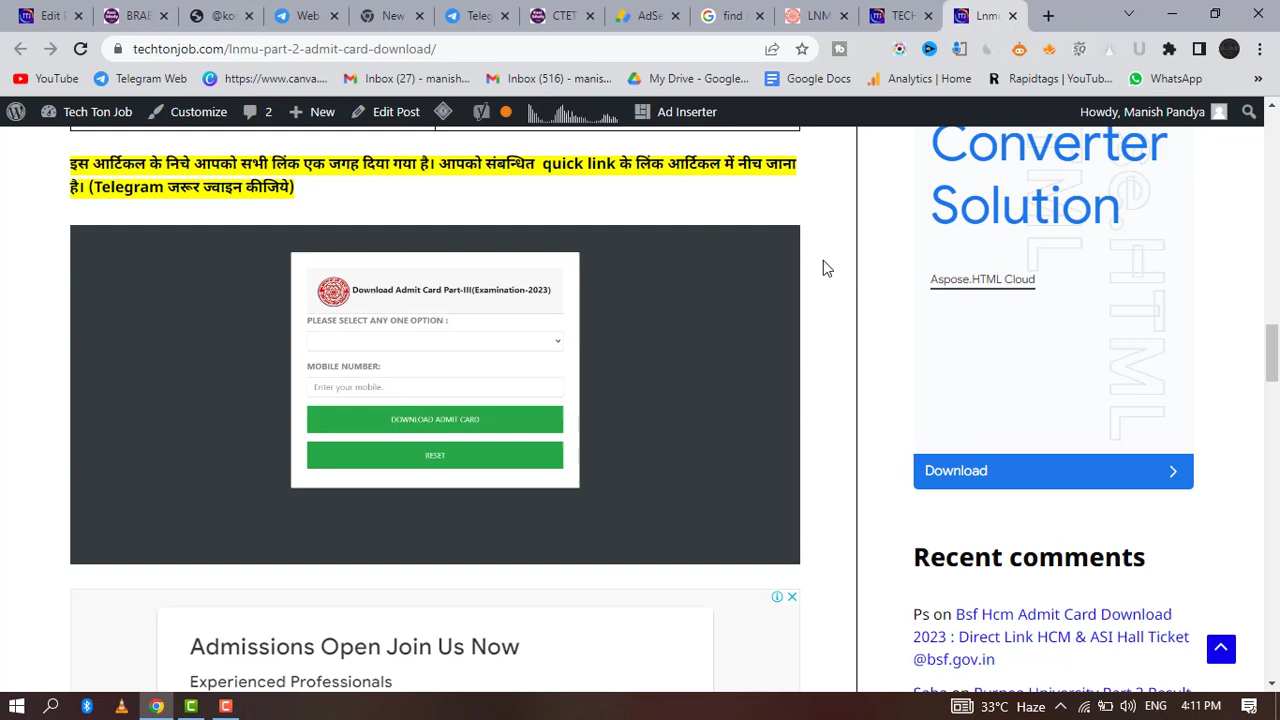 Edit
BRAB
@ko
Web
New
Teleg
CTET
AdSe
find
LNM
TECH
Lnmu
techtonjob.com/lnmu-part-2-admit-card-download/
YouTube
Telegram Web
https://www.canva...
Inbox (27) - manish...
Inbox (516) - manis...
My Drive - Google...
Google Docs
Analytics | Home
Rapidtags | YouTub...
WhatsApp
Tech Ton Job
Customize
2
New
Edit Post
Ad Inserter
Howdy, Manish Pandya
इस आर्टिकल के निचे आपको सभी लिंक एक जगह दिया गया है। आपको संबन्धित quick link के लिंक आर्टिकल में नीच जाना
है। (Telegram जरूर ज्वाइन कीजिये)
Download Admit Card Part-III(Examination-2023)
PLEASE SELECT ANY ONE OPTION :
MOBILE NUMBER:
Enter your mobile.
DOWNLOAD ADMIT CARD
RESET
Admissions Open Join Us Now
Experienced Professionals
Converter
Solution
Aspose.HTML Cloud
Download
Recent comments
Ps on Bsf Hcm Admit Card Download
2023 : Direct Link HCM & ASI Hall Ticket
@bsf.gov.in
33°C Haze
ENG
4:11 PM